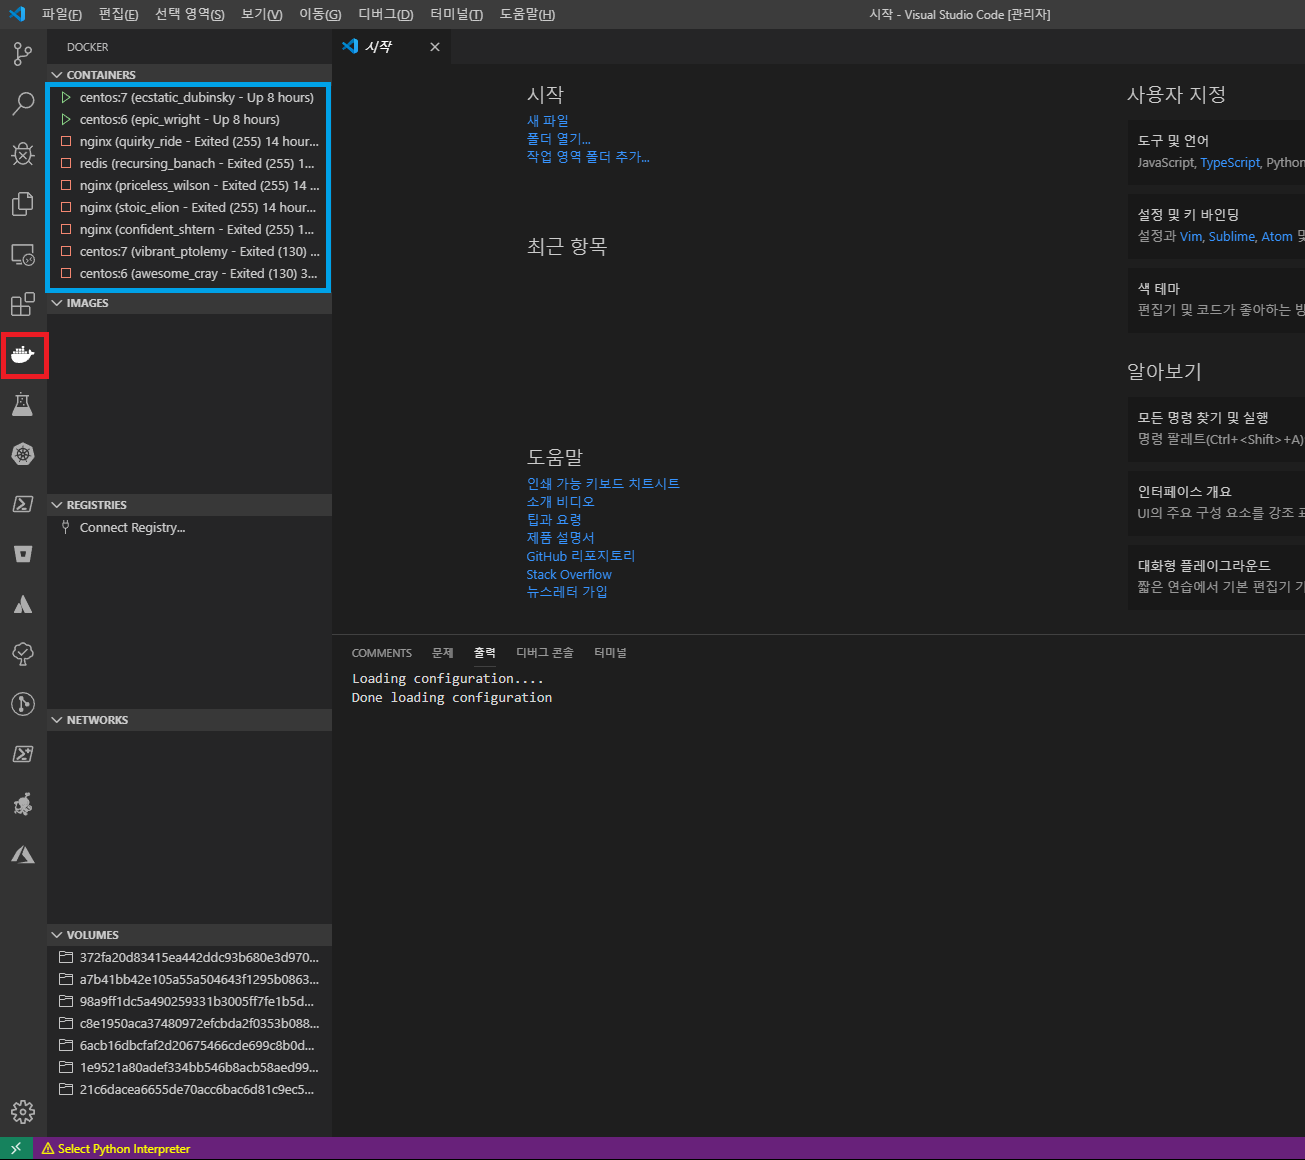 파일(F) 편집(E) 선택 영역(S) 보기(V) 이동(G) 디버그(D) 터미널(T) 도움말(H) 시작 - Visual Studio Code [관리자]
DOCKER
CONTAINERS
centos:7 (ecstatic_dubinsky - Up 8 hours)
centos:6 (epic_wright - Up 8 hours)
nginx (quirky_ride - Exited (255) 14 hour...
redis (recursing_banach - Exited (255) 1...
nginx (priceless_wilson - Exited (255) 14 ...
nginx (stoic_elion - Exited (255) 14 hour...
nginx (confident_shtern - Exited (255) 1...
centos:7 (vibrant_ptolemy - Exited (130) ...
centos:6 (awesome_cray - Exited (130) 3...
IMAGES
REGISTRIES
Connect Registry...
NETWORKS
VOLUMES
372fa20d83415ea442ddc93b680e3d970...
a7b41bb42e105a55a504643f1295b0863...
98a9ff1dc5a490259331b3005ff7fe1b5d...
c8e1950aca37480972efcbda2f0353b088...
6acb16dbcfaf2d20675466cde699c8b0d...
1e9521a80adef334bb546b8acb58aed99...
21c6dacea6655de70acc6bac6d81c9ec5...
시작
시작
새 파일
폴더 열기...
작업 영역 폴더 추가...
최근 항목
도움말
인쇄 가능 키보드 치트시트
소개 비디오
팁과 요령
제품 설명서
GitHub 리포지토리
Stack Overflow
뉴스레터 가입
사용자 지정
도구 및 언어
JavaScript, TypeScript, Python
설정 및 키 바인딩
설정과 Vim, Sublime, Atom 및
색 테마
편집기 및 코드가 좋아하는 방
알아보기
모든 명령 찾기 및 실행
명령 팔레트(Ctrl+<Shift>+A)
인터페이스 개요
UI의 주요 구성 요소를 강조 표
대화형 플레이그라운드
짧은 연습에서 기본 편집기 기
COMMENTS 문제 출력 디버그 콘솔 터미널
Loading configuration....
Done loading configuration
Select Python Interpreter